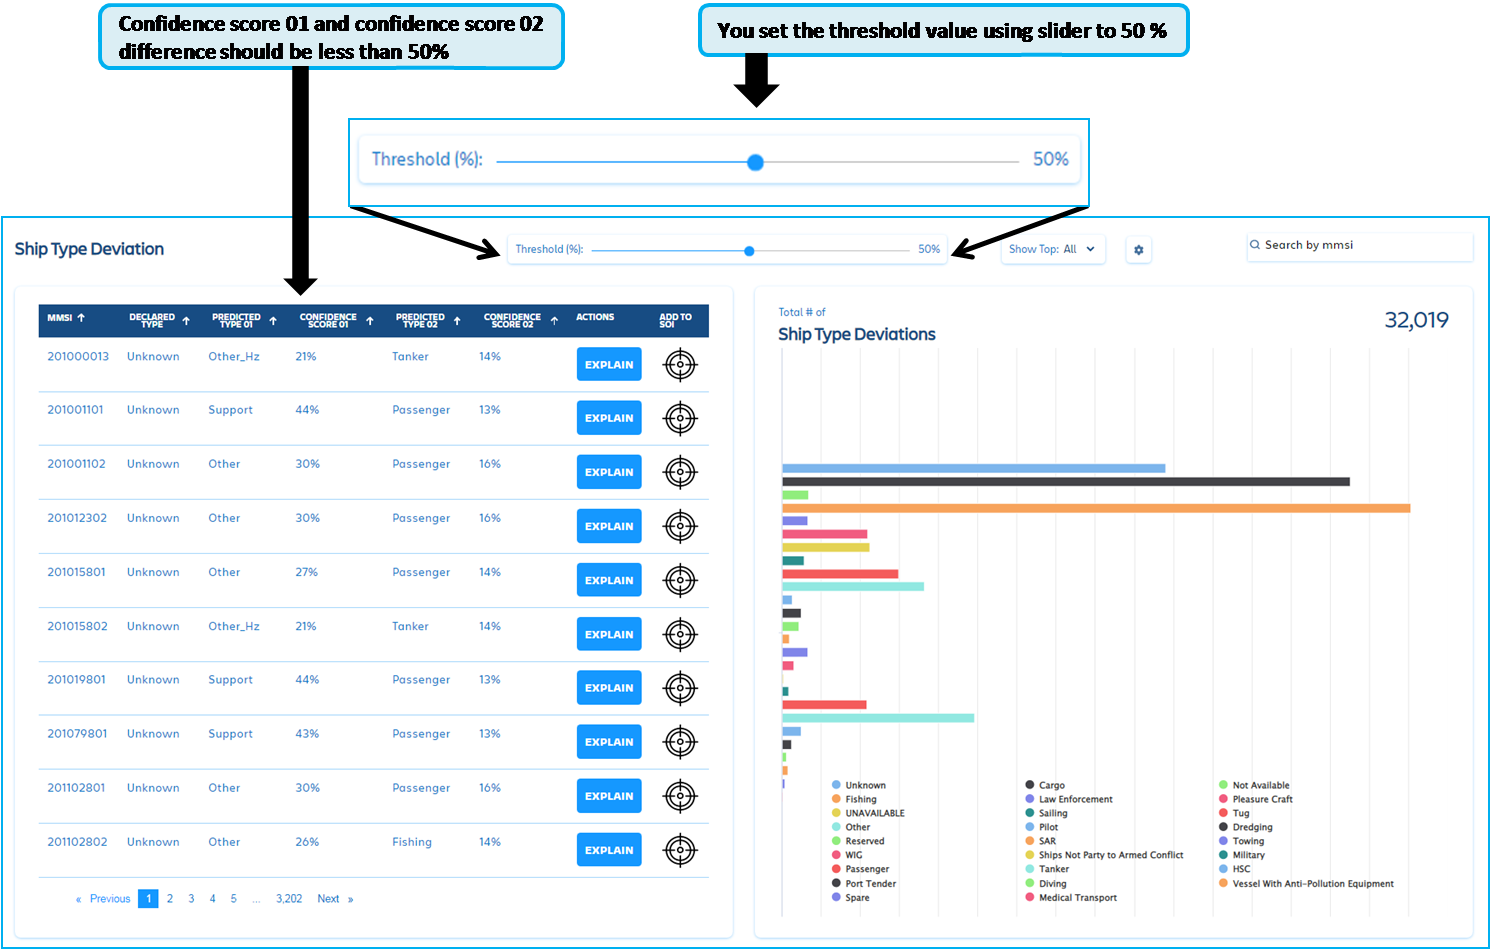 Confidence score 01 and confidence score 02
difference should be less than 50%
You set the threshold value using slider to 50 %
Threshold (%): 50%
Ship Type Deviation
Threshold (%): 50%
Show Top: All
Search by mmsi
MMSI DECLARED TYPE PREDICTED TYPE 01 CONFIDENCE SCORE 01 PREDICTED TYPE 02 CONFIDENCE SCORE 02 ACTIONS ADD TO SOI
201000013 Unknown Other_Hz 21% Tanker 14% EXPLAIN
201001101 Unknown Support 44% Passenger 13% EXPLAIN
201001102 Unknown Other 30% Passenger 16% EXPLAIN
201012302 Unknown Other 30% Passenger 16% EXPLAIN
201015801 Unknown Other 27% Passenger 14% EXPLAIN
201015802 Unknown Other_Hz 21% Tanker 14% EXPLAIN
201019801 Unknown Support 44% Passenger 13% EXPLAIN
201079801 Unknown Support 43% Passenger 13% EXPLAIN
201102801 Unknown Other 30% Passenger 16% EXPLAIN
201102802 Unknown Other 26% Fishing 14% EXPLAIN
« Previous 1 2 3 4 5 ... 3,202 Next »
Total # of
Ship Type Deviations
32,019
Unknown Cargo Not Available
Fishing Law Enforcement Pleasure Craft
UNAVAILABLE Sailing Tug
Other Pilot Dredging
Reserved SAR Towing
WIG Ships Not Party to Armed Conflict Military
Passenger Tanker HSC
Port Tender Diving Vessel With Anti-Pollution Equipment
Spare Medical Transport